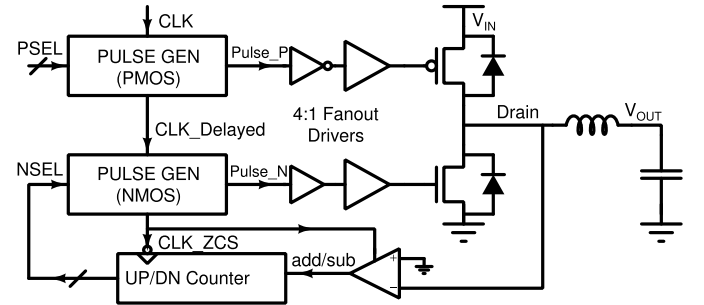 CLK
PSEL
PULSE GEN
(PMOS)
Pulse_P
V_IN
CLK_Delayed
4:1 Fanout
Drivers
Drain
V_OUT
NSEL
PULSE GEN
(NMOS)
Pulse_N
CLK_ZCS
add/sub
+
−
UP/DN Counter